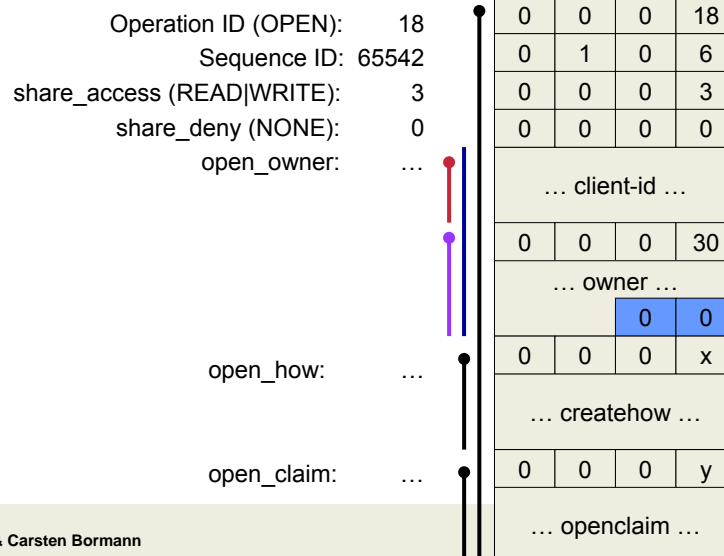 Operation ID (OPEN): 18 0 0 0 18
Sequence ID: 65542 0 1 0 6
share_access (READ|WRITE): 3 0 0 0 3
share_deny (NONE): 0 0 0 0 0
open_owner: …
… client-id …
0 0 0 30
… owner …
0 0
open_how: … 0 0 0 x
… createhow …
open_claim: … 0 0 0 y
… openclaim …
& Carsten Bormann